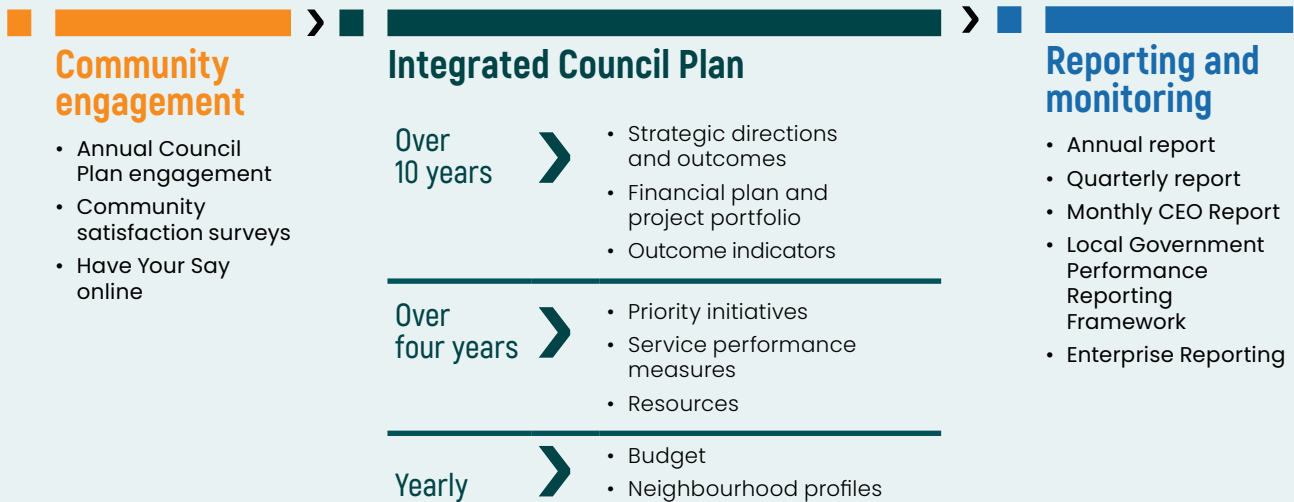 Community
engagement
• Annual Council
Plan engagement
• Community
satisfaction surveys
• Have Your Say
online
Integrated Council Plan
Over
10 years
• Strategic directions
and outcomes
• Financial plan and
project portfolio
• Outcome indicators
Over
four years
• Priority initiatives
• Service performance
measures
• Resources
Yearly
• Budget
• Neighbourhood profiles
Reporting and
monitoring
• Annual report
• Quarterly report
• Monthly CEO Report
• Local Government
Performance
Reporting
Framework
• Enterprise Reporting